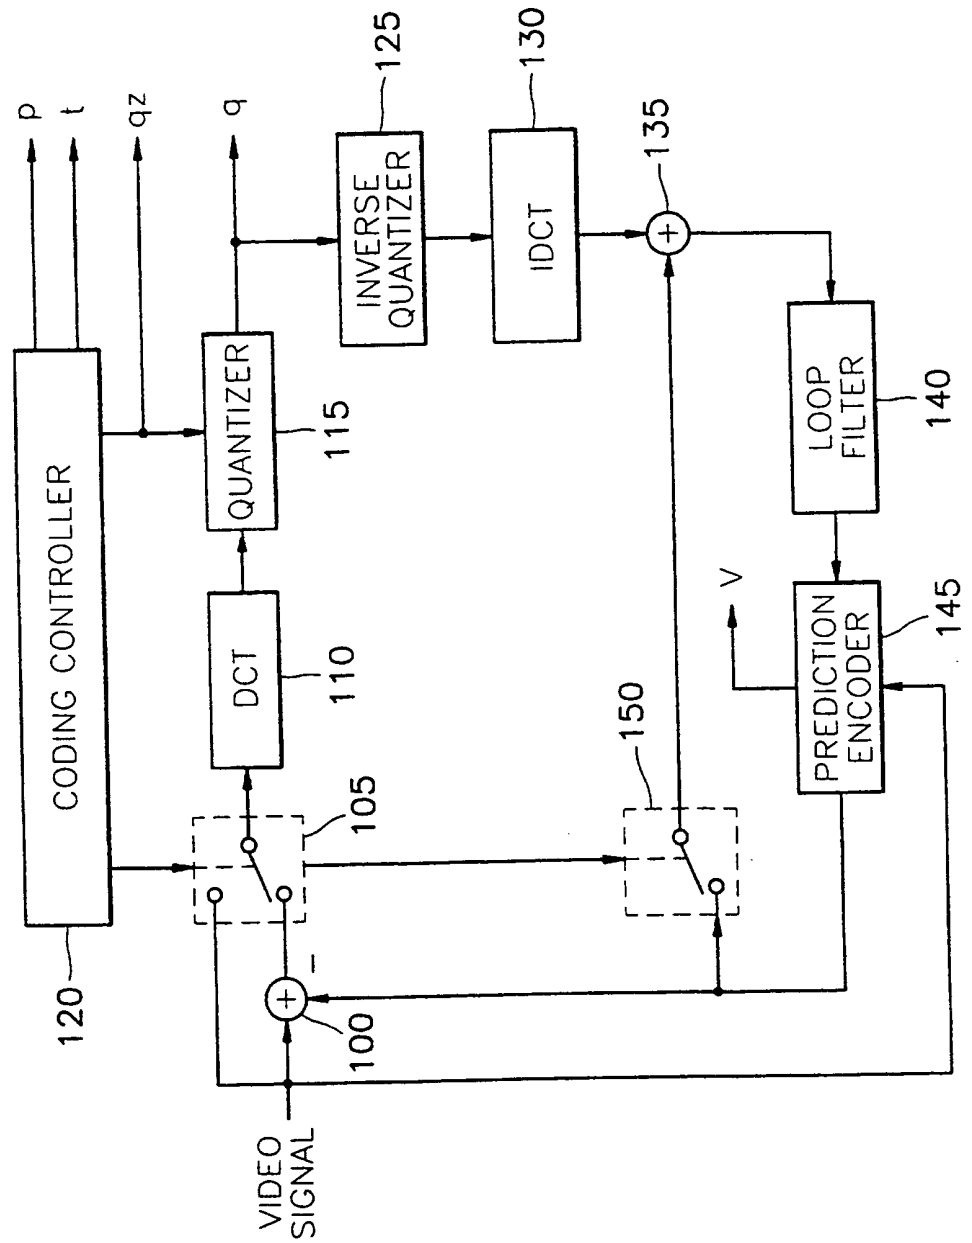 CODING CONTROLLER
120
p
t
qz
VIDEO
SIGNAL
+
−
100
105
DCT
110
QUANTIZER
115
q
INVERSE
QUANTIZER
125
IDCT
130
+
135
150
V
PREDICTION
ENCODER
145
LOOP
FILTER
140